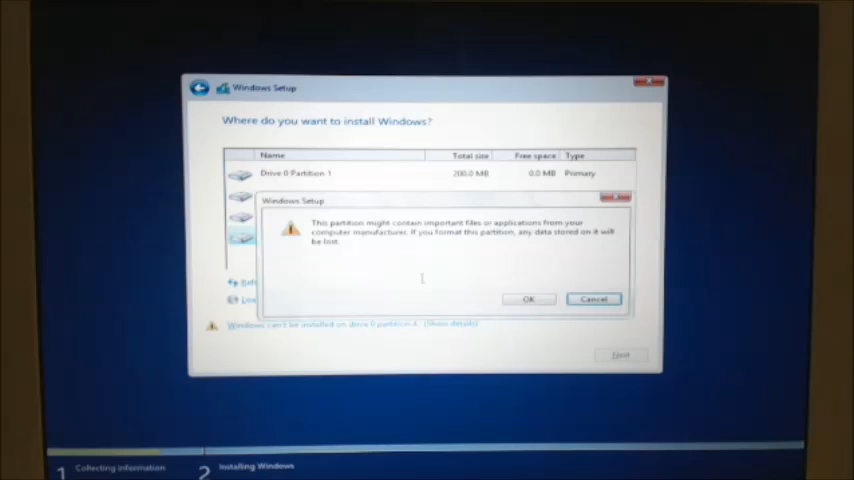 Windows Setup
Where do you want to install Windows?
Name Total size Free space Type
Drive 0 Partition 1 200.0 MB 0.0 MB Primary
Windows Setup
This partition might contain important files or applications from your
computer manufacturer. If you format this partition, any data stored on it will
be lost.
OK Cancel
Windows can't be installed on drive 0 partition 4. (Show details)
Next
1 Collecting information 2 Installing Windows